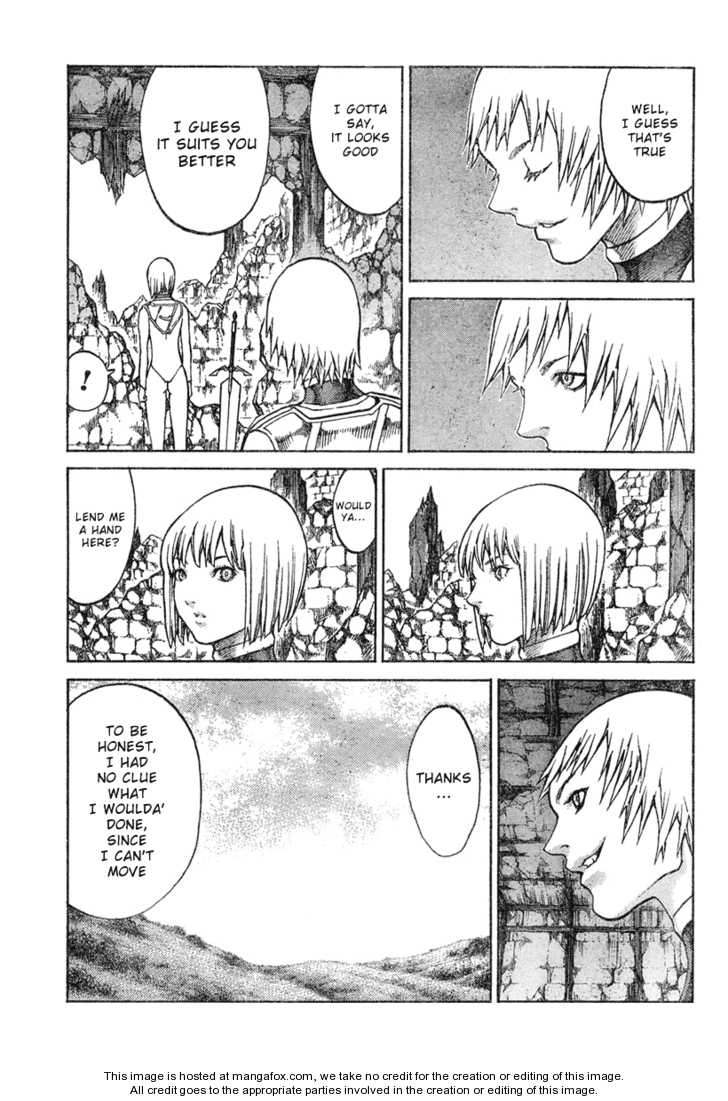 WELL,
I GUESS
THAT'S
TRUE
I GOTTA
SAY,
IT LOOKS
GOOD
I GUESS
IT SUITS YOU
BETTER
!
WOULD
YA...
LEND ME
A HAND
HERE?
THANKS
...
TO BE
HONEST,
I HAD
NO CLUE
WHAT
I WOULDA'
DONE,
SINCE
I CAN'T
MOVE
This image is hosted at mangafox.com, we take no credit for the creation or editing of this image.
All credit goes to the appropriate parties involved in the creation or editing of this image.